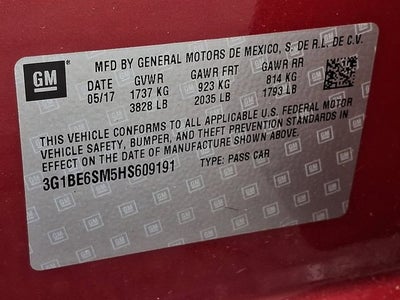 MFD BY GENERAL MOTORS DE MEXICO, S. DE R.L. DE C.V.
GM
DATE GVWR GAWR FRT GAWR RR
05/17 1737 KG 923 KG 814 KG
3828 LB 2035 LB 1793 LB
THIS VEHICLE CONFORMS TO ALL APPLICABLE U.S. FEDERAL MOTOR
VEHICLE SAFETY, BUMPER, AND THEFT PREVENTION STANDARDS IN
EFFECT ON THE DATE OF MANUFACTURE SHOWN ABOVE.
3G1BE6SM5HS609191 TYPE: PASS CAR